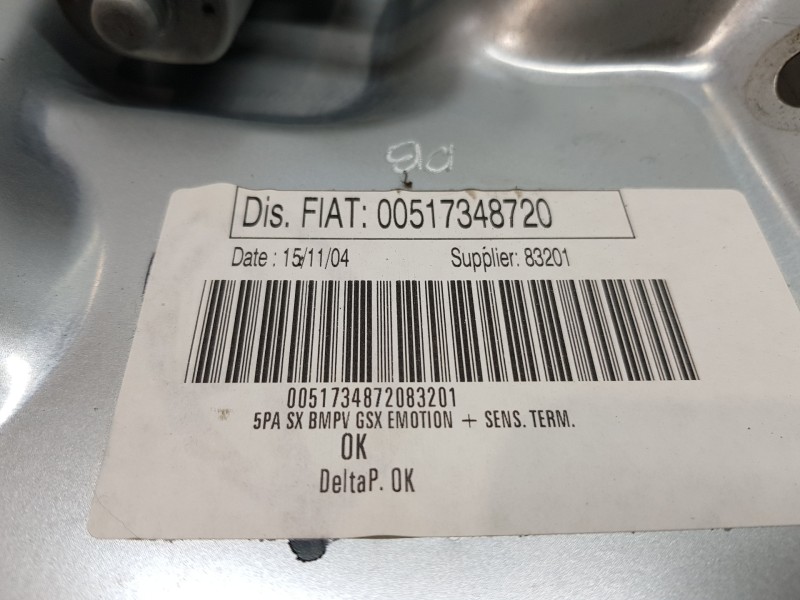 Dis. FIAT: 00517348720
Date : 15/11/04
Supplier: 83201
0051734872083201
5PA SX BMPV GSX EMOTION + SENS. TERM.
OK
DeltaP. OK